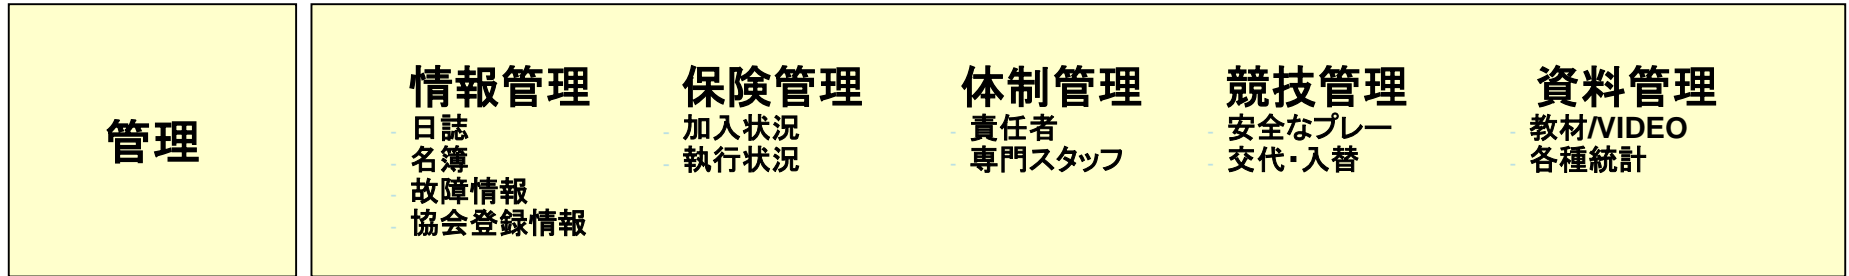 管理
情報管理
- 日誌
- 名簿
- 故障情報
- 協会登録情報
保険管理
- 加入状況
- 執行状況
体制管理
- 責任者
- 専門スタッフ
競技管理
- 安全なプレー
- 交代・入替
資料管理
- 教材/VIDEO
- 各種統計